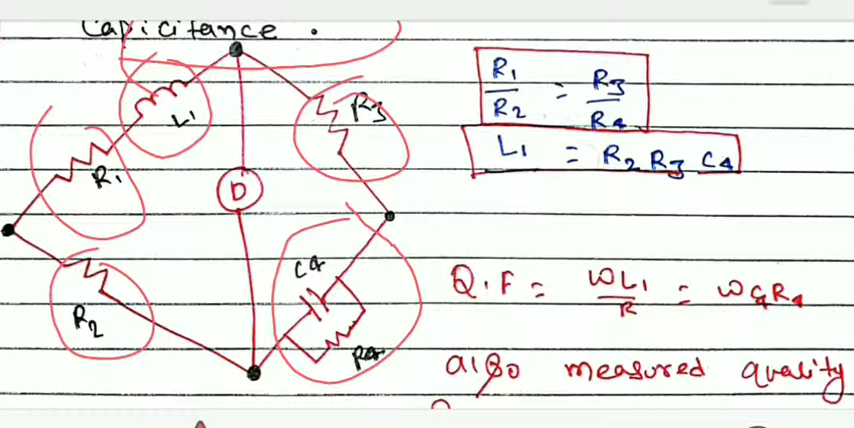 Capacitance .
L1
R3
R1
D
R2
C4
R4
R1/R2 = R3/R4
L1 = R2 R3 C4
Q.F = ωL1/R = ωC4R4
also measured quality